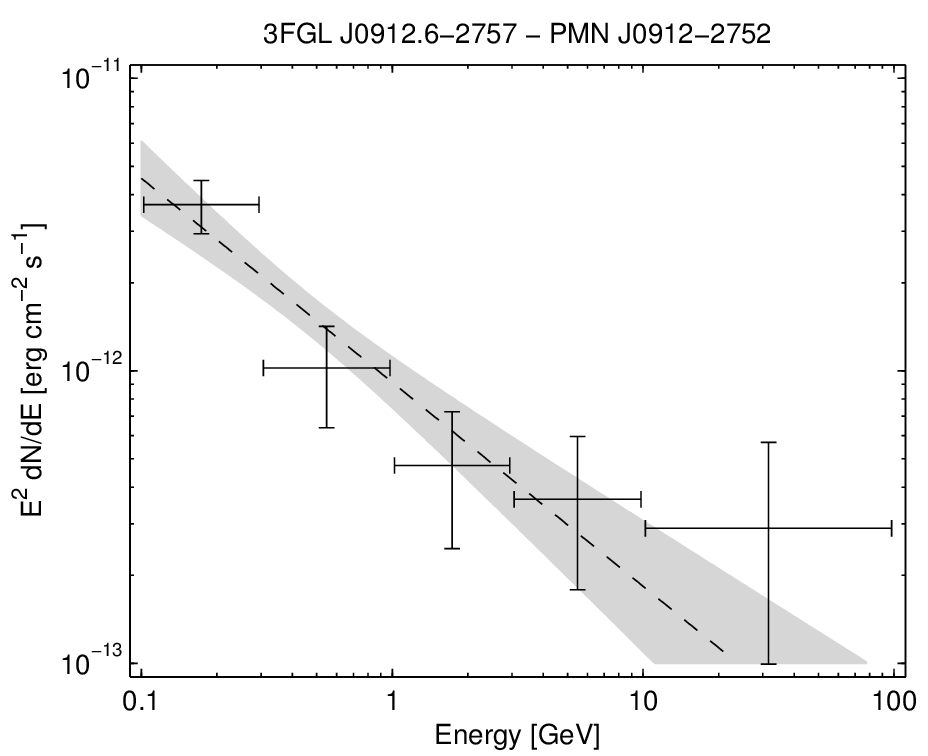 3FGL J0912.6−2757 − PMN J0912−2752
10⁻¹¹
10⁻¹²
10⁻¹³
E² dN/dE [erg cm⁻² s⁻¹]
0.1 1 10 100
Energy [GeV]